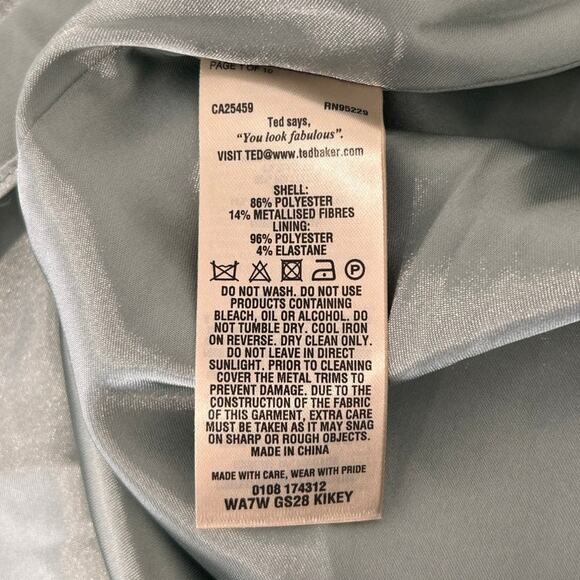 PAGE 1 OF 16
CA25459 RN95229
Ted says,
"You look fabulous".
VISIT TED@www.tedbaker.com
SHELL:
86% POLYESTER
14% METALLISED FIBRES
LINING:
96% POLYESTER
4% ELASTANE
P
DO NOT WASH. DO NOT USE
PRODUCTS CONTAINING
BLEACH, OIL OR ALCOHOL. DO
NOT TUMBLE DRY. COOL IRON
ON REVERSE. DRY CLEAN ONLY.
DO NOT LEAVE IN DIRECT
SUNLIGHT. PRIOR TO CLEANING
COVER THE METAL TRIMS TO
PREVENT DAMAGE. DUE TO THE
CONSTRUCTION OF THE FABRIC
OF THIS GARMENT, EXTRA CARE
MUST BE TAKEN AS IT MAY SNAG
ON SHARP OR ROUGH OBJECTS.
MADE IN CHINA
MADE WITH CARE, WEAR WITH PRIDE
0108 174312
WA7W GS28 KIKEY